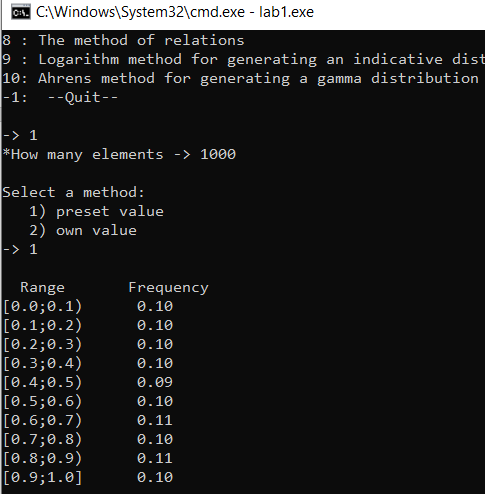 C:\Windows\System32\cmd.exe - lab1.exe
8 : The method of relations
9 : Logarithm method for generating an indicative dist
10: Ahrens method for generating a gamma distribution
-1:  --Quit--
-> 1
*How many elements -> 1000
Select a method:
1) preset value
2) own value
-> 1
Range Frequency
[0.0;0.1) 0.10
[0.1;0.2) 0.10
[0.2;0.3) 0.10
[0.3;0.4) 0.10
[0.4;0.5) 0.09
[0.5;0.6) 0.10
[0.6;0.7) 0.11
[0.7;0.8) 0.10
[0.8;0.9) 0.11
[0.9;1.0] 0.10